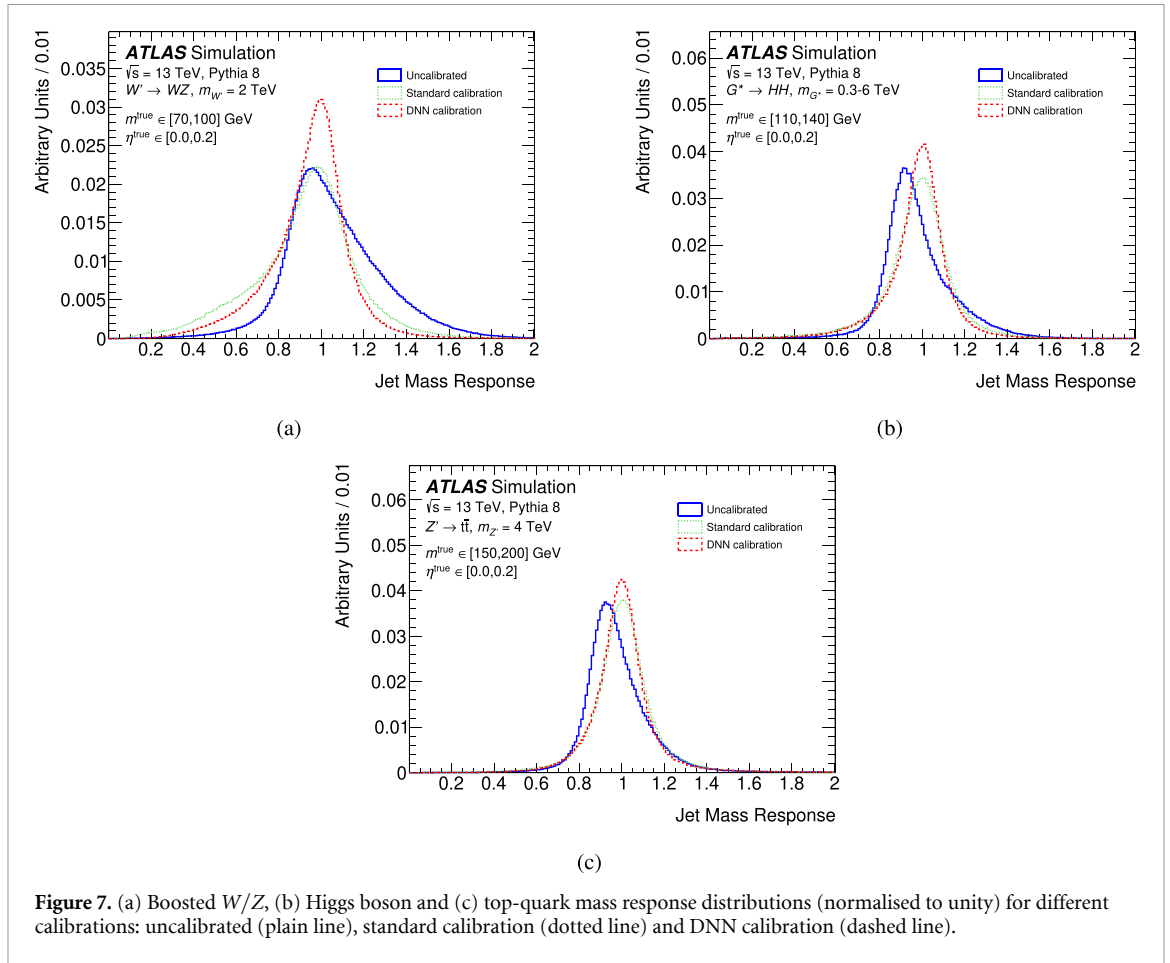 ATLAS Simulation
√s = 13 TeV, Pythia 8
W' → WZ, m_W' = 2 TeV
m^true ∈ [70,100] GeV
η^true ∈ [0.0,0.2]
Uncalibrated
Standard calibration
DNN calibration
Arbitrary Units / 0.01
0.035
0.03
0.025
0.02
0.015
0.01
0.005
0
0.2 0.4 0.6 0.8 1 1.2 1.4 1.6 1.8 2
Jet Mass Response
(a)
ATLAS Simulation
√s = 13 TeV, Pythia 8
G* → HH, m_G* = 0.3-6 TeV
m^true ∈ [110,140] GeV
η^true ∈ [0.0,0.2]
Uncalibrated
Standard calibration
DNN calibration
Arbitrary Units / 0.01
0.06
0.05
0.04
0.03
0.02
0.01
0
0.2 0.4 0.6 0.8 1 1.2 1.4 1.6 1.8 2
Jet Mass Response
(b)
ATLAS Simulation
√s = 13 TeV, Pythia 8
Z' → tt̄, m_Z' = 4 TeV
m^true ∈ [150,200] GeV
η^true ∈ [0.0,0.2]
Uncalibrated
Standard calibration
DNN calibration
Arbitrary Units / 0.01
0.06
0.05
0.04
0.03
0.02
0.01
0
0.2 0.4 0.6 0.8 1 1.2 1.4 1.6 1.8 2
Jet Mass Response
(c)
Figure 7. (a) Boosted W/Z, (b) Higgs boson and (c) top-quark mass response distributions (normalised to unity) for different
calibrations: uncalibrated (plain line), standard calibration (dotted line) and DNN calibration (dashed line).